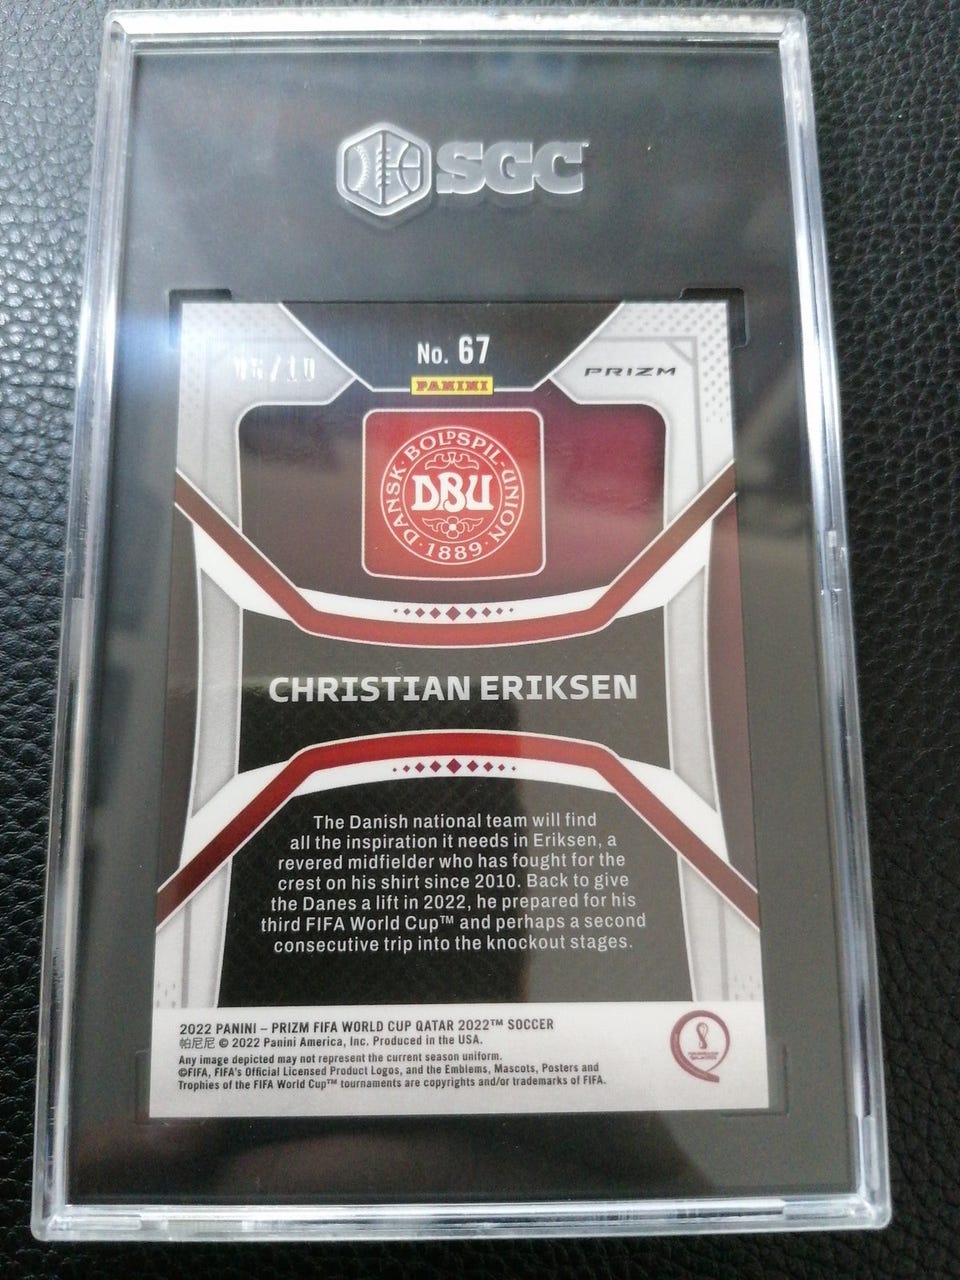 SGC
No. 67
/10
PRIZM
PANINI
DANSK · BOLDSPIL-UNION · 1889 ·
DBU
CHRISTIAN ERIKSEN
The Danish national team will find
all the inspiration it needs in Eriksen, a
revered midfielder who has fought for the
crest on his shirt since 2010. Back to give
the Danes a lift in 2022, he prepared for his
third FIFA World Cup™ and perhaps a second
consecutive trip into the knockout stages.
2022 PANINI – PRIZM FIFA WORLD CUP QATAR 2022™ SOCCER
帕尼尼 © 2022 Panini America, Inc. Produced in the USA.
Any image depicted may not represent the current season uniform.
©FIFA, FIFA's Official Licensed Product Logos, and the Emblems, Mascots, Posters and
Trophies of the FIFA World Cup™ tournaments are copyrights and/or trademarks of FIFA.